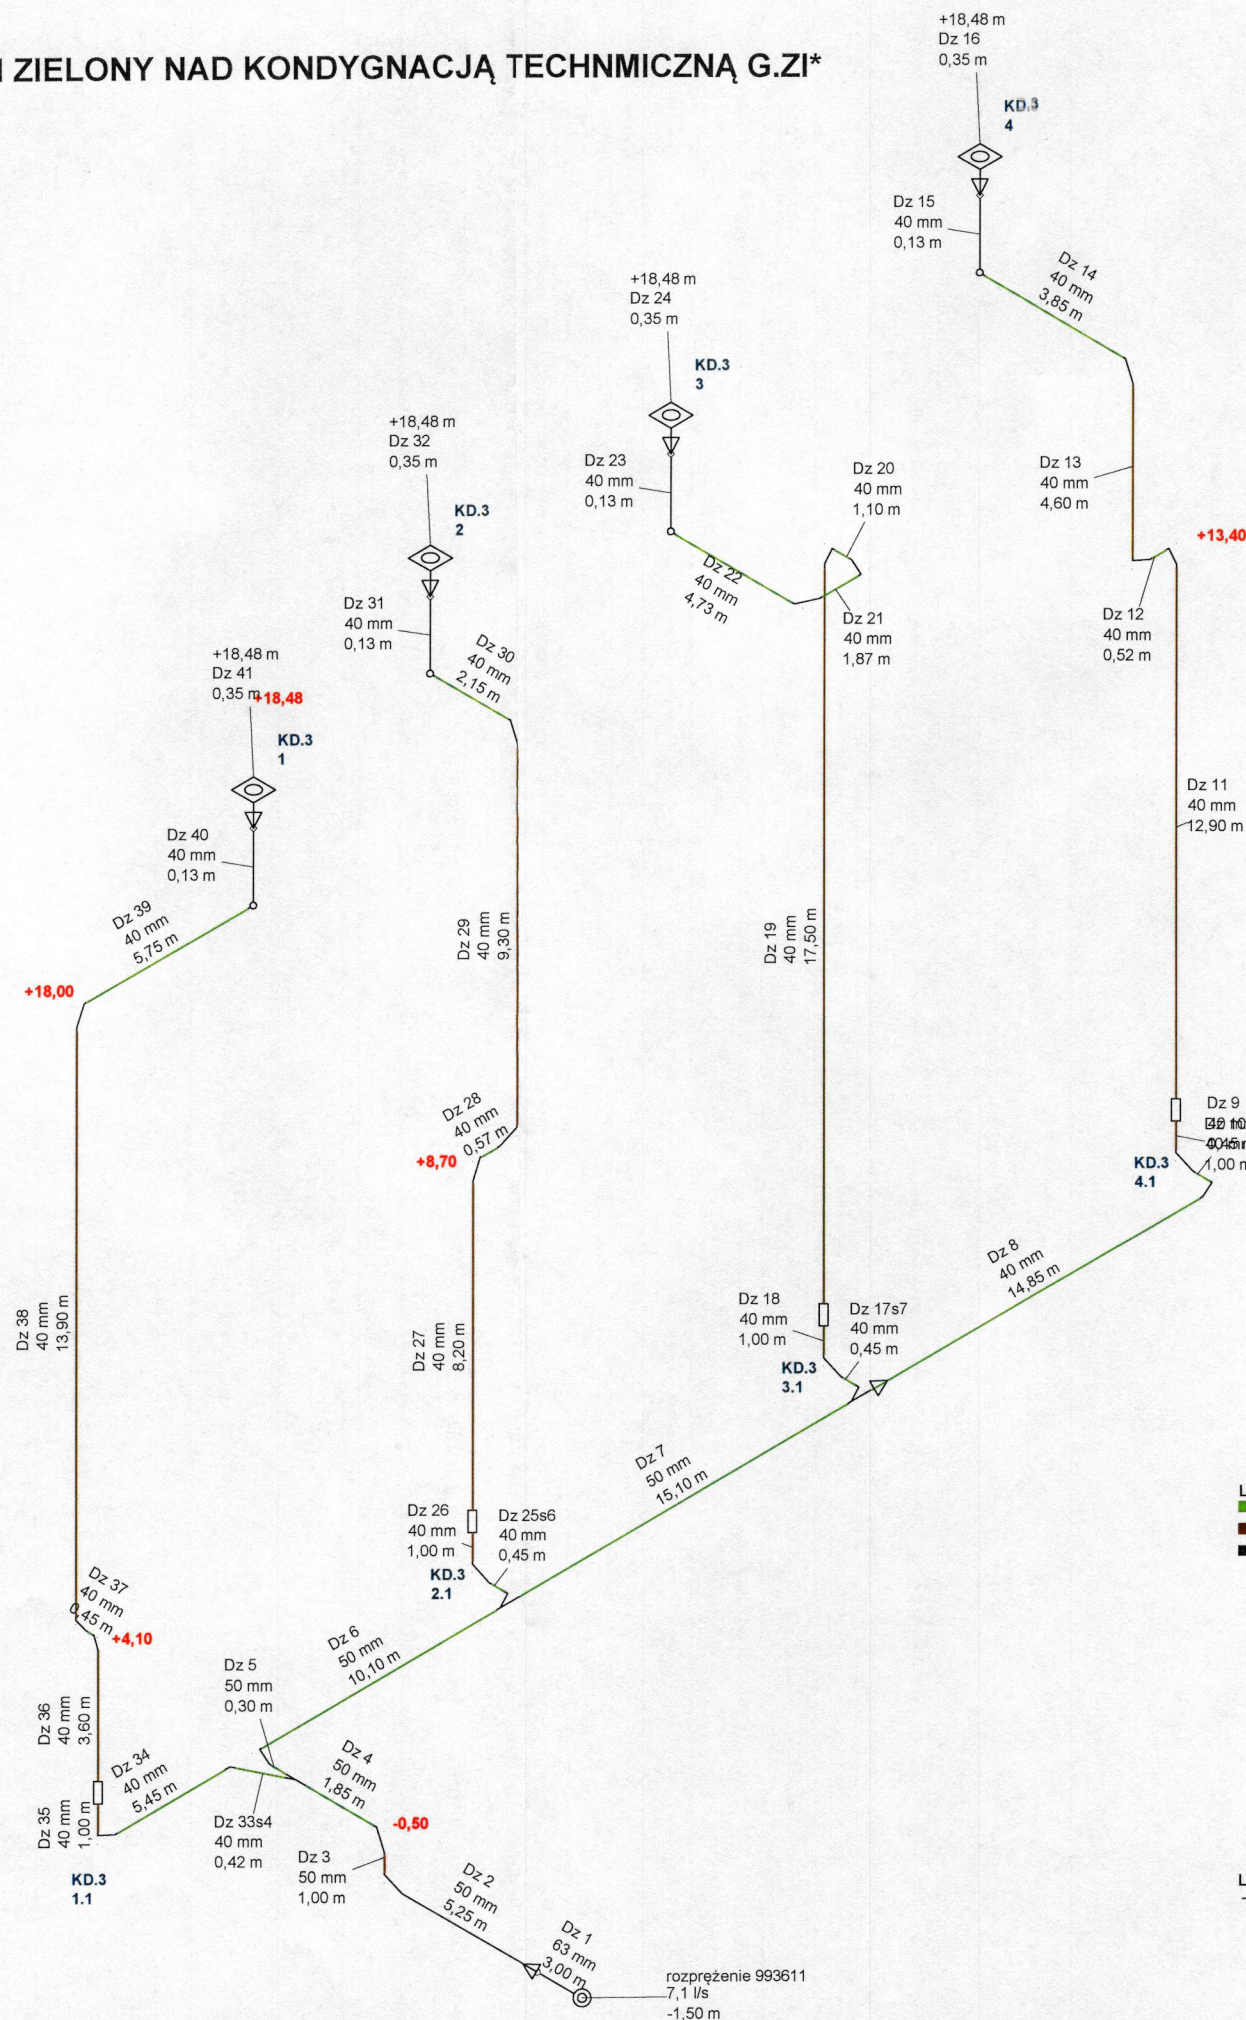 ZIELONY NAD KONDYGNACJĄ TECHNMICZNĄ G.ZI*
+18,48 m
Dz 16
0,35 m
KD.3
4
Dz 15
40 mm
0,13 m
Dz 14
40 mm
3,85 m
+18,48 m
Dz 24
0,35 m
KD.3
3
+18,48 m
Dz 32
0,35 m
KD.3
2
Dz 23
40 mm
0,13 m
Dz 20
40 mm
1,10 m
Dz 13
40 mm
4,60 m
+13,40
Dz 22
40 mm
4,73 m
Dz 21
40 mm
1,87 m
Dz 12
40 mm
0,52 m
Dz 31
40 mm
0,13 m
Dz 30
40 mm
2,15 m
+18,48 m
Dz 41
0,35 m
+18,48
KD.3
1
Dz 11
40 mm
12,90 m
Dz 40
40 mm
0,13 m
Dz 39
40 mm
5,75 m
Dz 29
40 mm
9,30 m
Dz 19
40 mm
17,50 m
+18,00
Dz 28
40 mm
0,57 m
+8,70
Dz 9
1,00
KD.3
4.1
Dz 8
40 mm
14,85 m
Dz 38
40 mm
13,90 m
Dz 27
40 mm
8,20 m
Dz 18
40 mm
1,00 m
Dz 17s7
40 mm
0,45 m
KD.3
3.1
Dz 7
50 mm
15,10 m
Dz 26
40 mm
1,00 m
Dz 25s6
40 mm
0,45 m
KD.3
2.1
Dz 37
40 mm
0,45 m
+4,10
Dz 6
50 mm
10,10 m
Dz 5
50 mm
0,30 m
Dz 36
40 mm
3,60 m
Dz 34
40 mm
5,45 m
Dz 4
50 mm
1,85 m
Dz 35
40 mm
1,00 m
Dz 33s4
40 mm
0,42 m
-0,50
KD.3
1.1
Dz 3
50 mm
1,00 m
Dz 2
50 mm
5,25 m
Dz 1
63 mm
3,00 m
rozprężenie 993611
7,1 l/s
-1,50 m